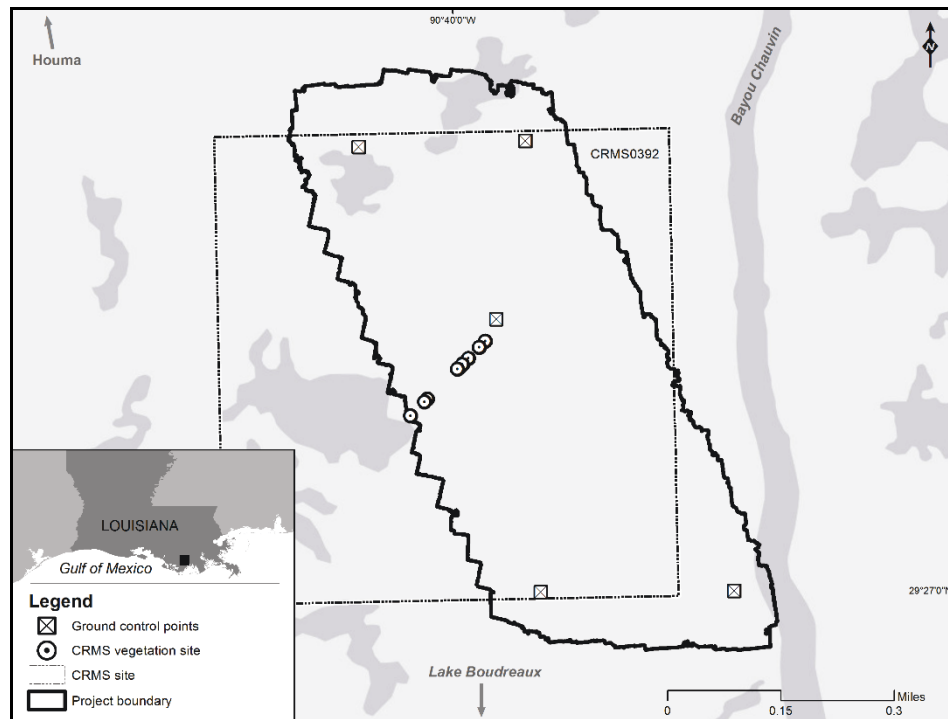 90°40'0"W
Houma
N
Bayou Chauvin
CRMS0392
LOUISIANA
Gulf of Mexico
Legend
Ground control points
CRMS vegetation site
CRMS site
Project boundary
29°27'0"N
Lake Boudreaux
Miles
0 0.15 0.3